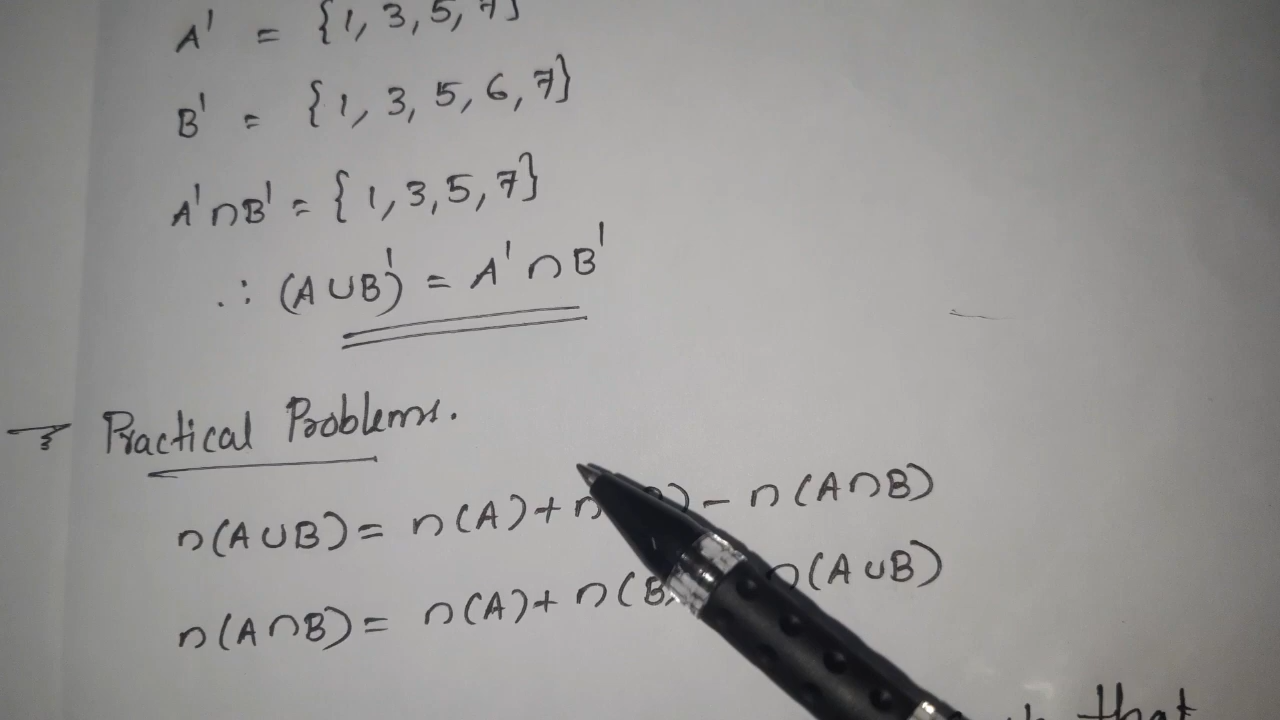 A' = {1, 3, 5, 7}
B' = {1, 3, 5, 6, 7}
A'∩B' = {1, 3, 5, 7}
∴ (A∪B)' = A'∩B'
→ Practical Problems.
n(A∪B) = n(A) + n( ) - n(A∩B)
n(A∩B) = n(A) + n(B n(A∪B)
that